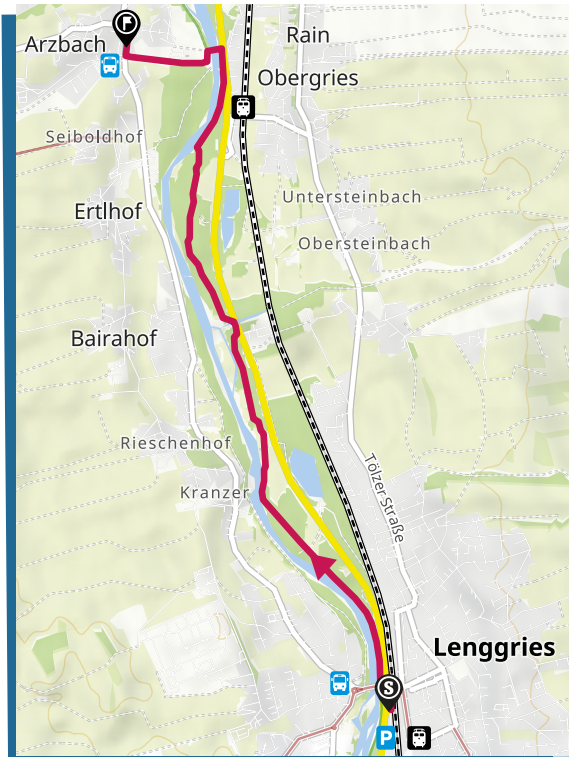 F
Arzbach
Rain
Obergries
Seiboldhof
Ertlhof
Untersteinbach
Obersteinbach
Bairahof
Rieschenhof
Kranzer
Tölzer Straße
Lenggries
S
P